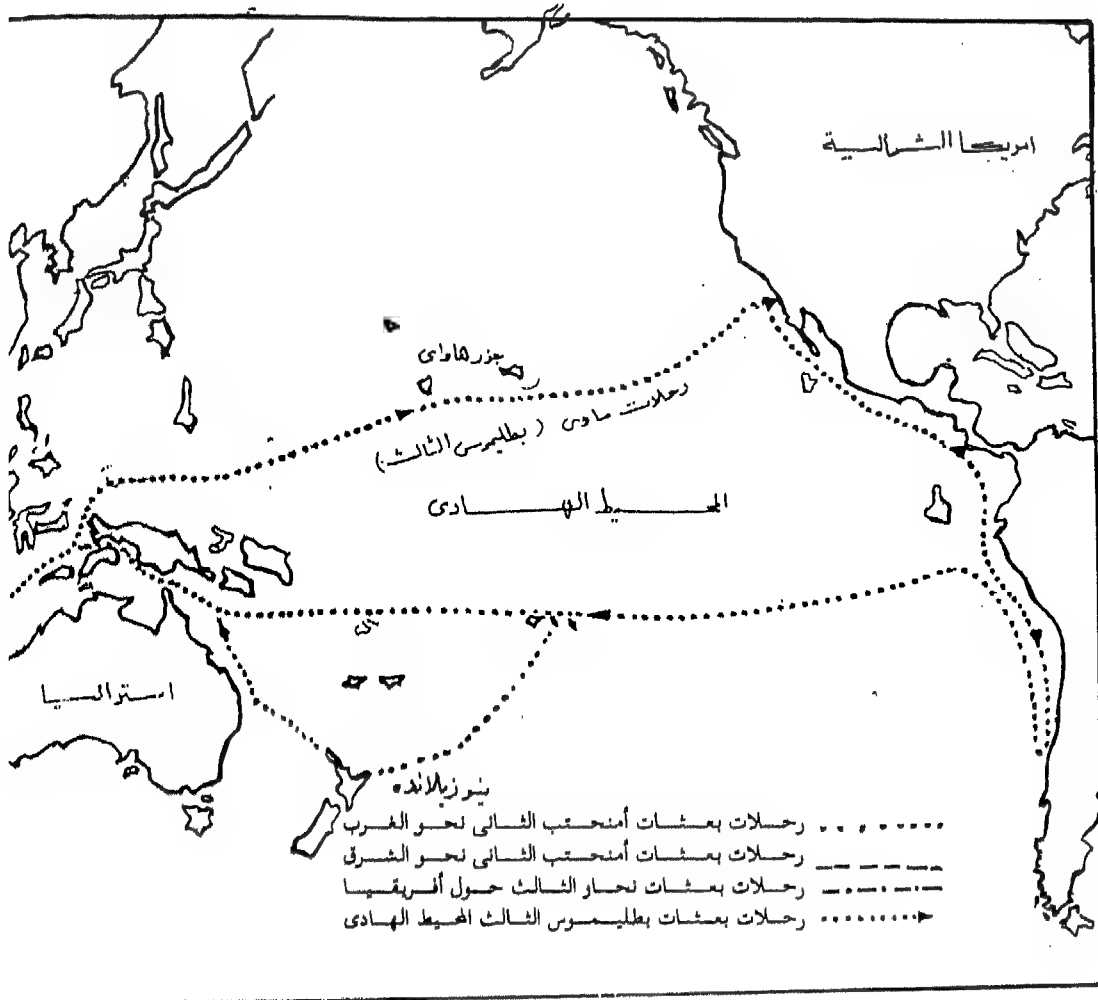 امريكا الشمالية
جزر هاواى
رحلات ماوى (بطليموس الثالث)
المحيط الهادى
استراليا
نيوزيلانده
رحلات بعثات أمنحتب الثانى نحو الغرب
رحلات بعثات أمنحتب الثانى نحو الشرق
رحلات بعثات نخار الثالث حول أفريقيا
رحلات بعثات بطليموس الثالث المحيط الهادى